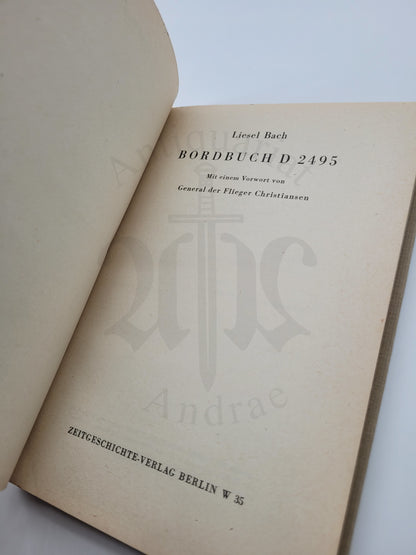 Liesel Bach
BORDBUCH D 2495
Mit einem Vorwort von
General der Flieger Christiansen
Antiquariat
Andrae
ZEITGESCHICHTE-VERLAG BERLIN W 35